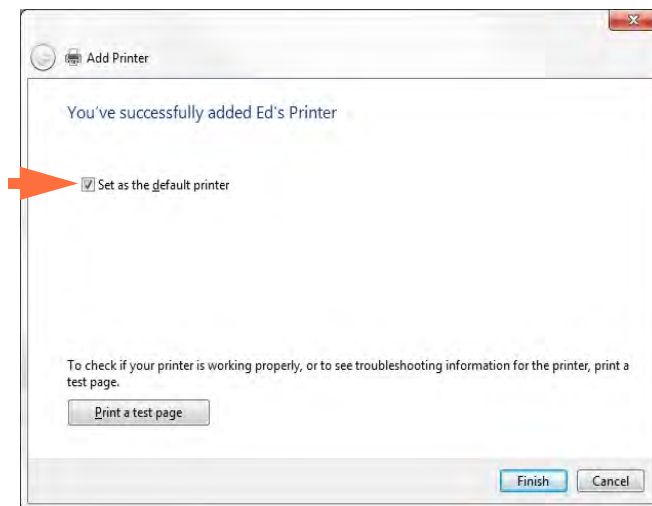 Add Printer
You've successfully added Ed's Printer
Set as the default printer
To check if your printer is working properly, or to see troubleshooting information for the printer, print a
test page.
Print a test page
Finish Cancel